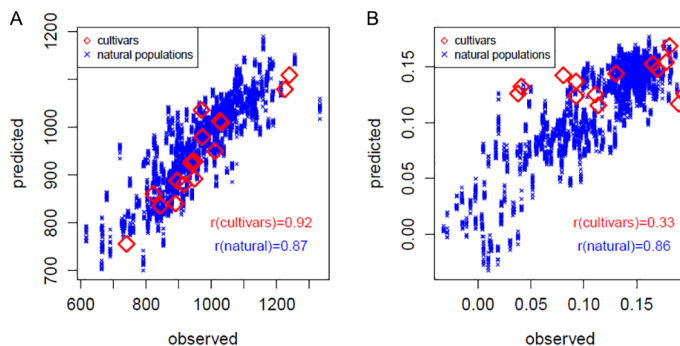 A
B
cultivars
natural populations
cultivars
natural populations
predicted
700 800 900 1000 1200
r(cultivars)=0.92
r(natural)=0.87
600 800 1000 1200
observed
predicted
0.00 0.05 0.10 0.15
r(cultivars)=0.33
r(natural)=0.86
0.00 0.05 0.10 0.15
observed